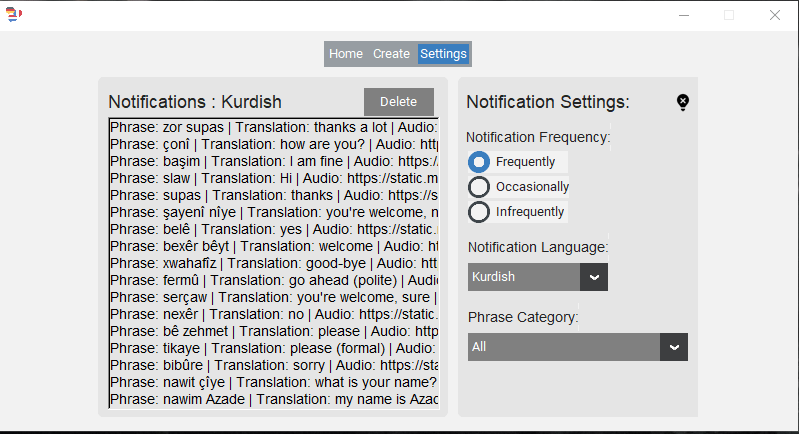 Home Create Settings
Notifications : Kurdish
Delete
Phrase: zor supas | Translation: thanks a lot | Audio:
Phrase: çonî | Translation: how are you? | Audio: http
Phrase: başim | Translation: I am fine | Audio: https:/
Phrase: slaw | Translation: Hi | Audio: https://static.m
Phrase: supas | Translation: thanks | Audio: https://s
Phrase: şayenî nîye | Translation: you're welcome, n
Phrase: belê | Translation: yes | Audio: https://static.
Phrase: bexêr bêyt | Translation: welcome | Audio: ht
Phrase: xwahafîz | Translation: good-bye | Audio: htt
Phrase: fermû | Translation: go ahead (polite) | Audio
Phrase: serçaw | Translation: you're welcome, sure |
Phrase: nexêr | Translation: no | Audio: https://static.
Phrase: bê zehmet | Translation: please | Audio: http
Phrase: tikaye | Translation: please (formal) | Audio:
Phrase: bibûre | Translation: sorry | Audio: https://sta
Phrase: nawit çîye | Translation: what is your name?
Phrase: nawim Azade | Translation: my name is Azad
Notification Settings:
Notification Frequency:
Frequently
Occasionally
Infrequently
Notification Language:
Kurdish
Phrase Category:
All